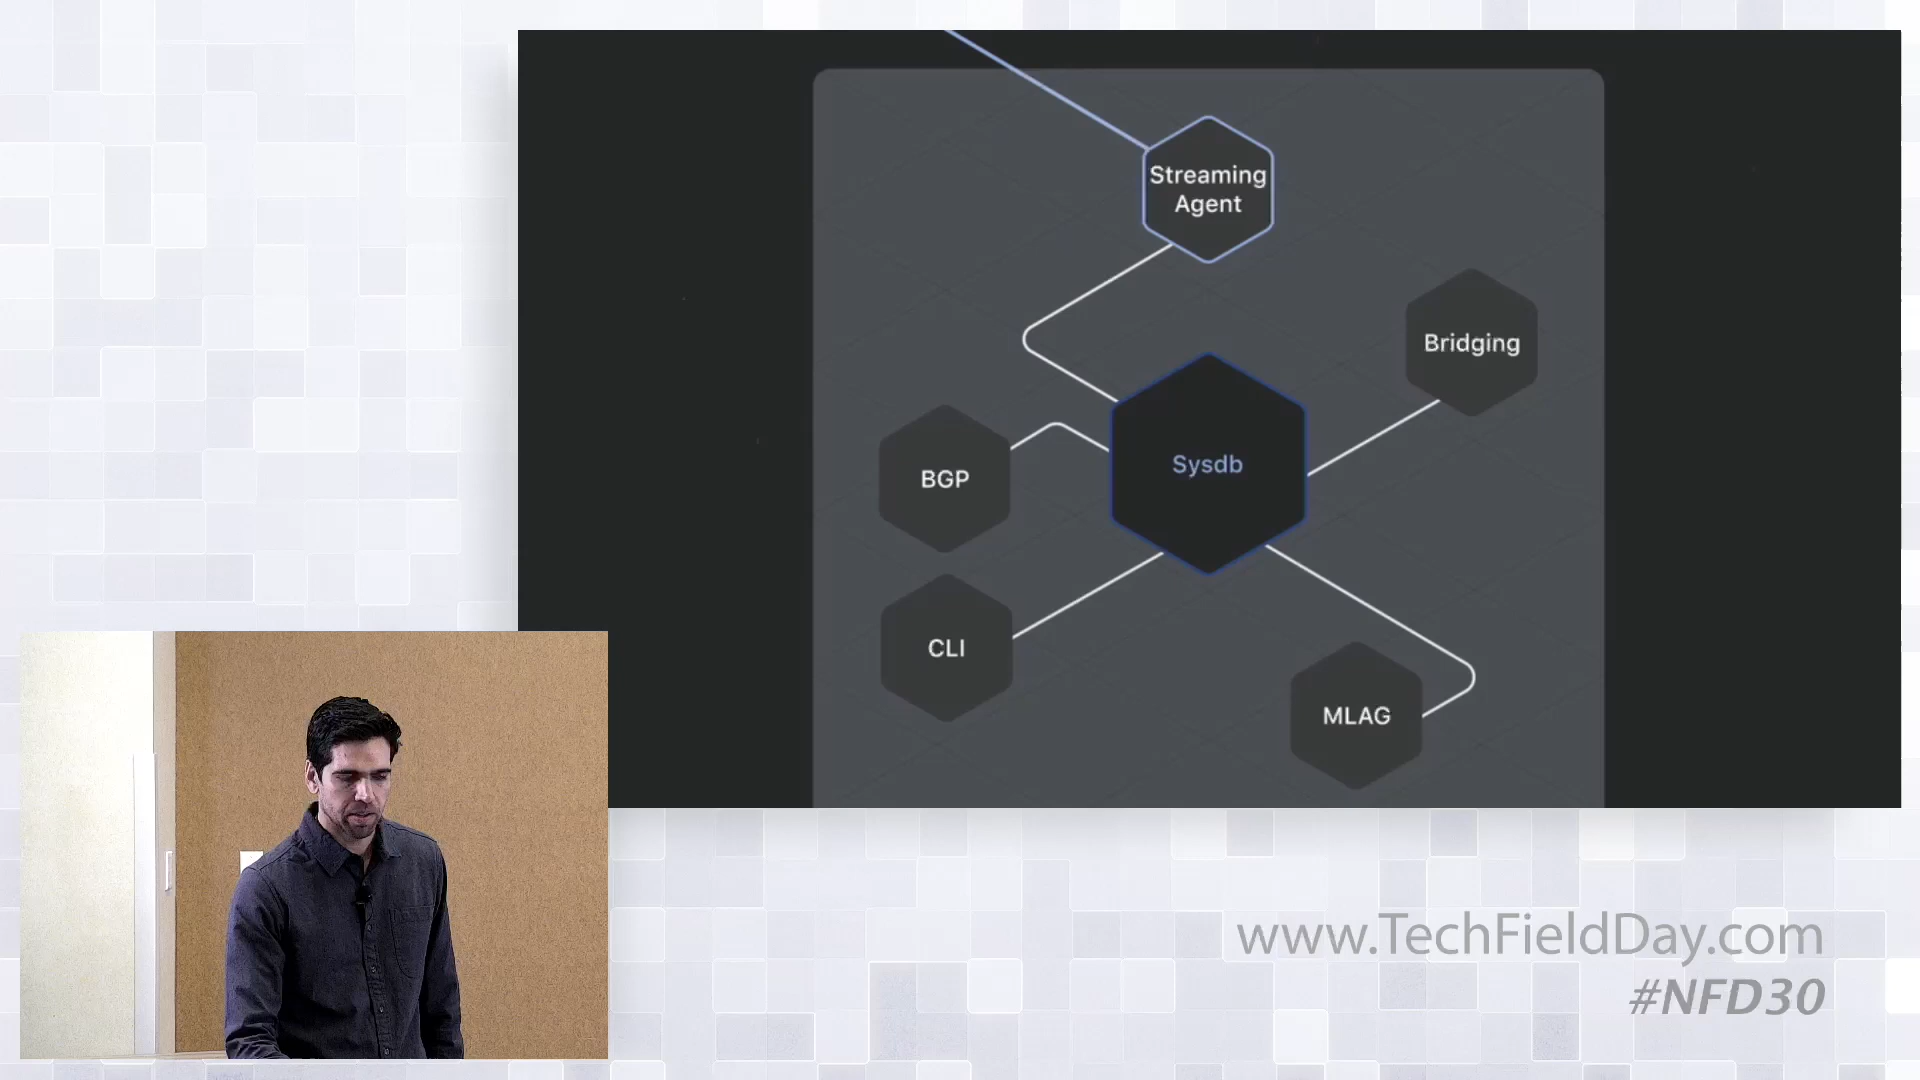 Streaming
Agent
Bridging
Sysdb
BGP
CLI
MLAG
www.TechFieldDay.com
#NFD30